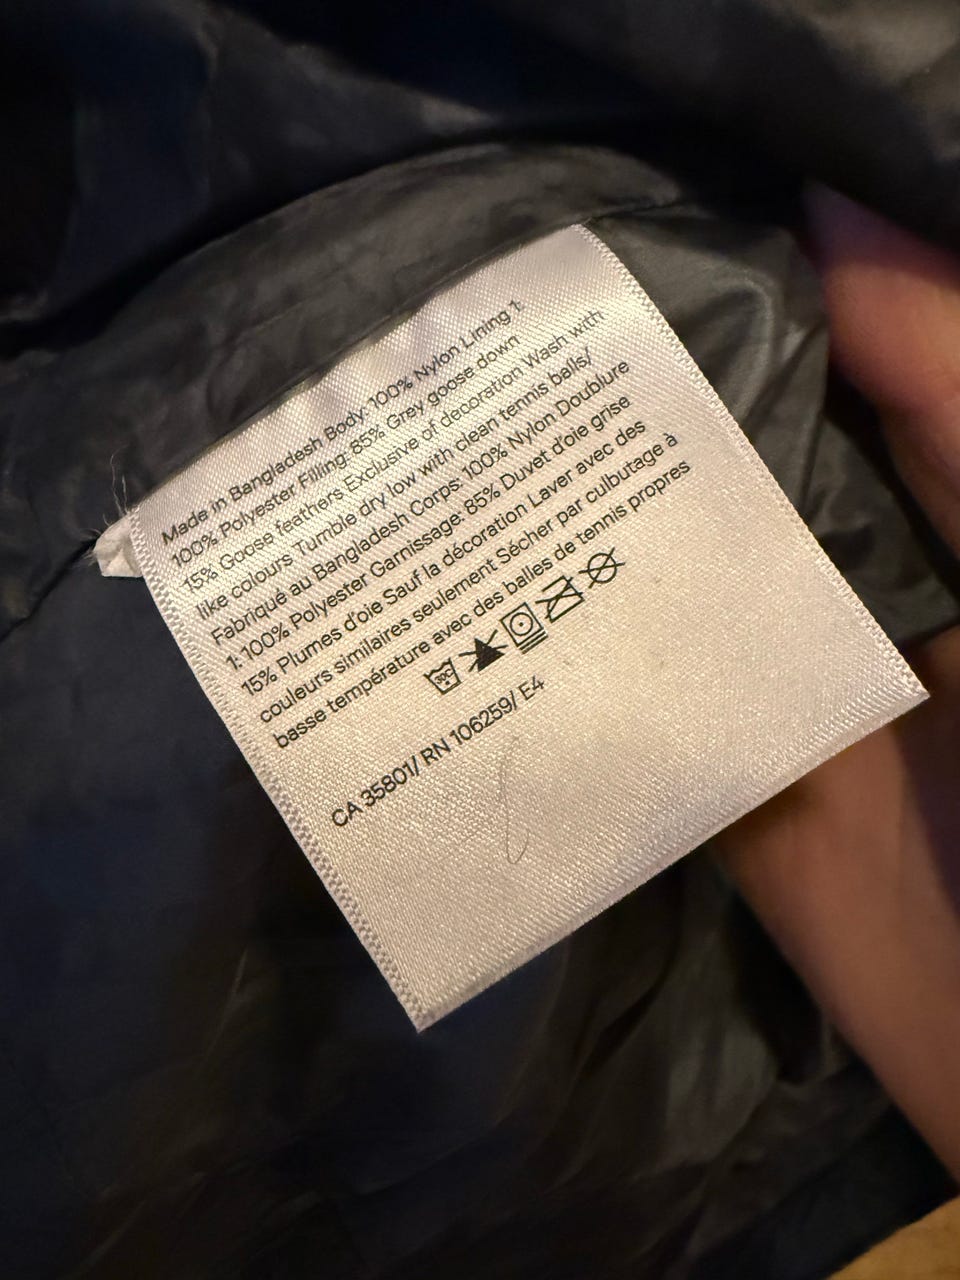 Made in Bangladesh Body: 100% Nylon Lining 1:
100% Polyester Filling: 85% Grey goose down
15% Goose feathers Exclusive of decoration Wash with
like colours Tumble dry low with clean tennis balls/
Fabriqué au Bangladesh Corps: 100% Nylon Doublure
1: 100% Polyester Garnissage: 85% Duvet d'oie grise
15% Plumes d'oie Sauf la décoration Laver avec des
couleurs similaires seulement Sécher par culbutage à
basse température avec des balles de tennis propres
30C
CA 35801/ RN 106259/ E4